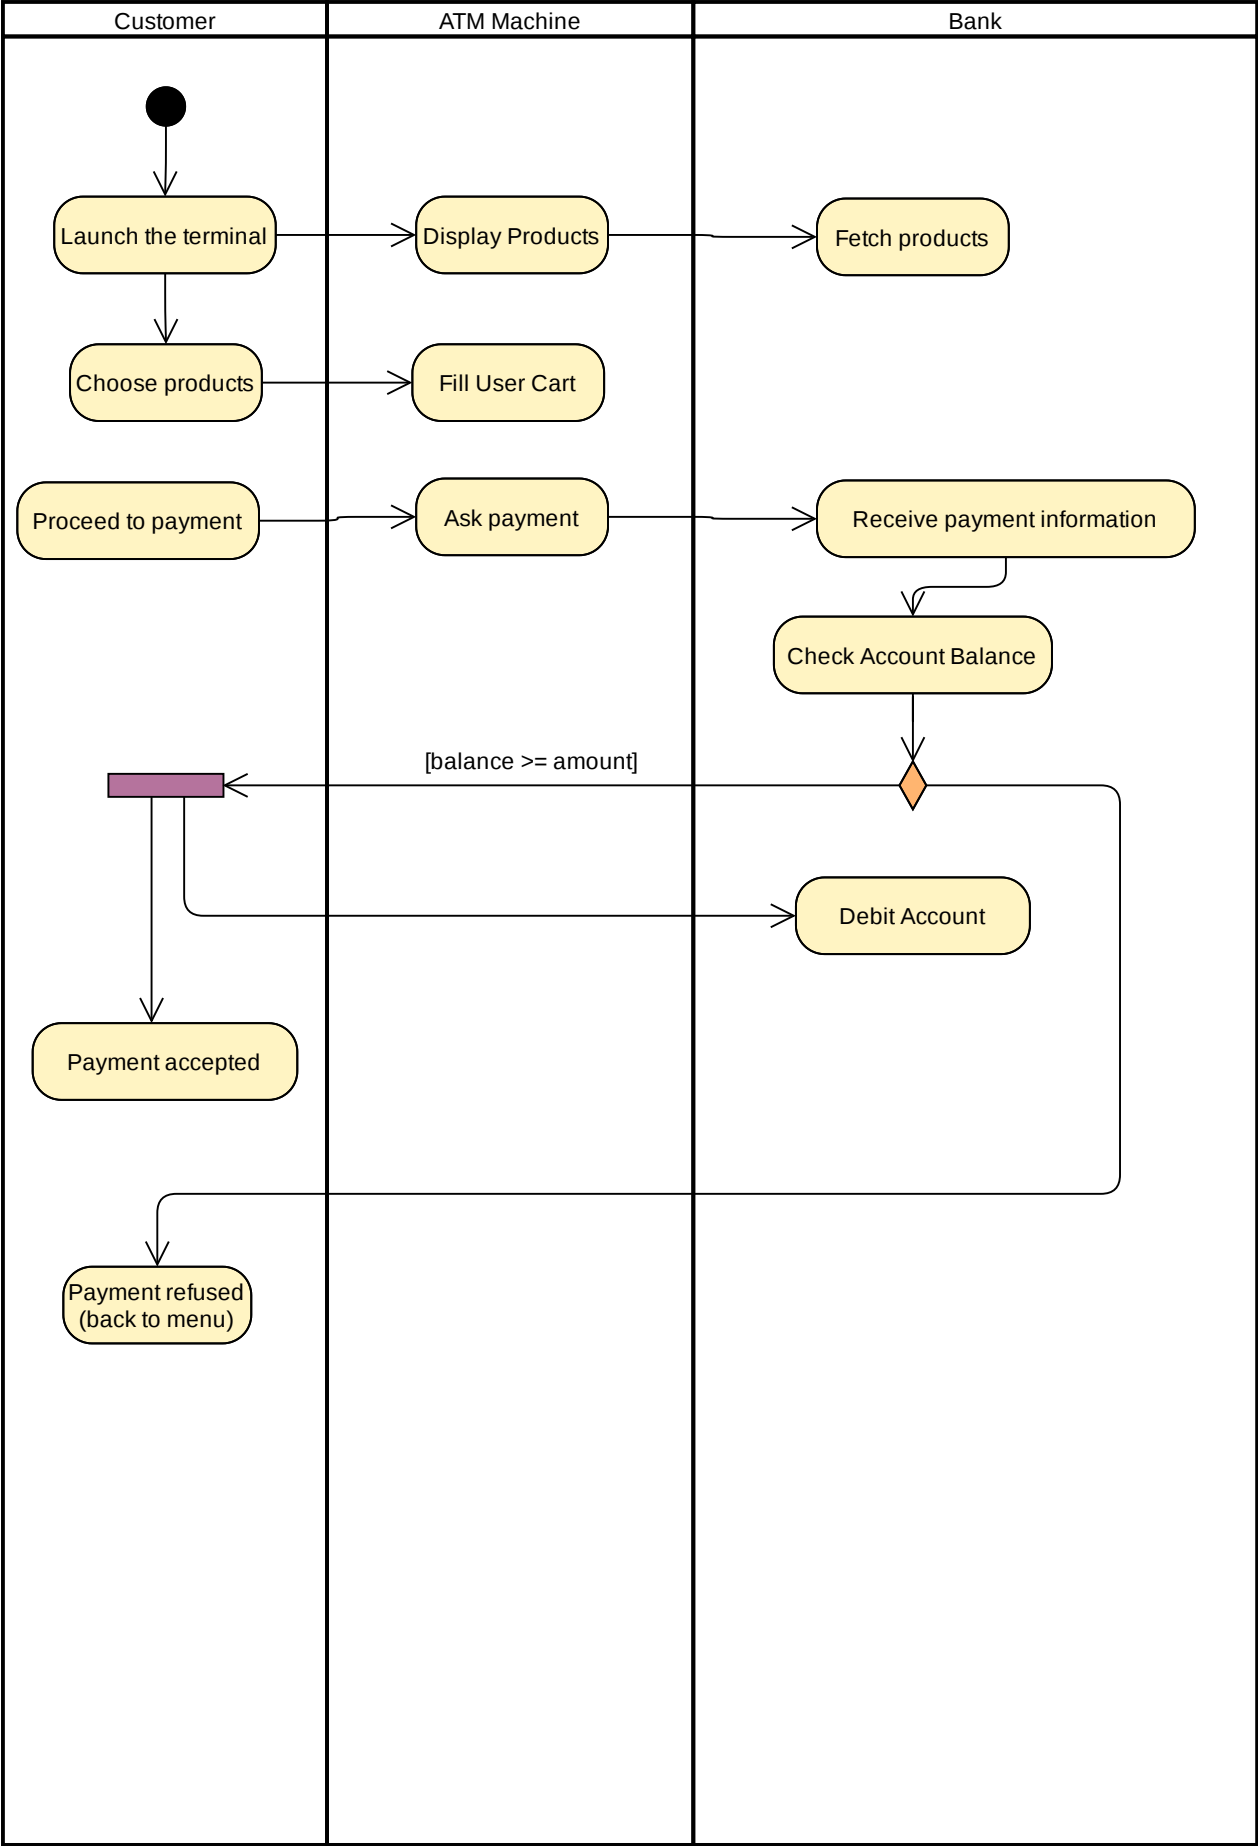 Customer
ATM Machine
Bank
Launch the terminal
Display Products
Fetch products
Choose products
Fill User Cart
Proceed to payment
Ask payment
Receive payment information
Check Account Balance
[balance >= amount]
Debit Account
Payment accepted
Payment refused
(back to menu)